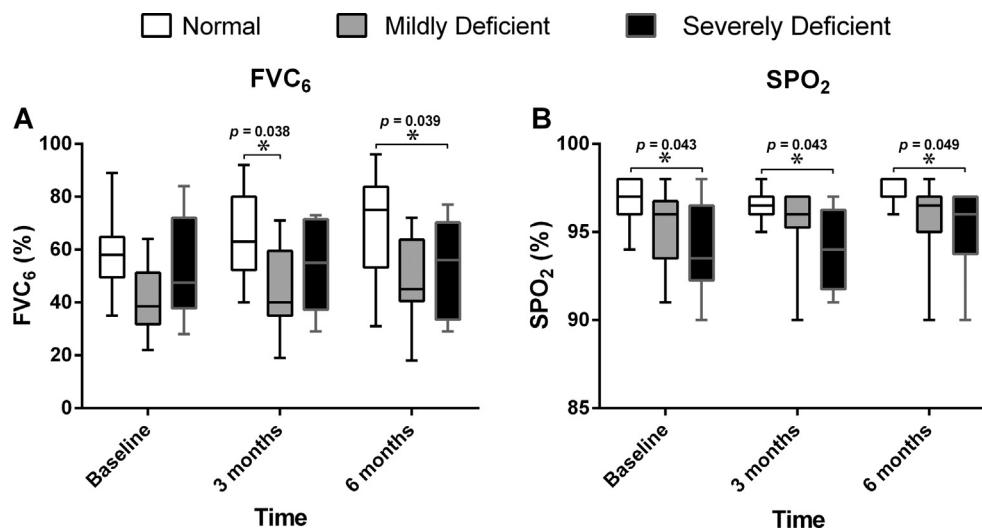 Normal Mildly Deficient Severely Deficient
FVC₆
A
p = 0.038
*
p = 0.039
*
100
80
60
40
20
0
FVC₆ (%)
Baseline
3 months
6 months
Time
SPO₂
B
p = 0.043
*
p = 0.043
*
p = 0.049
*
100
95
90
85
SPO₂ (%)
Baseline
3 months
6 months
Time